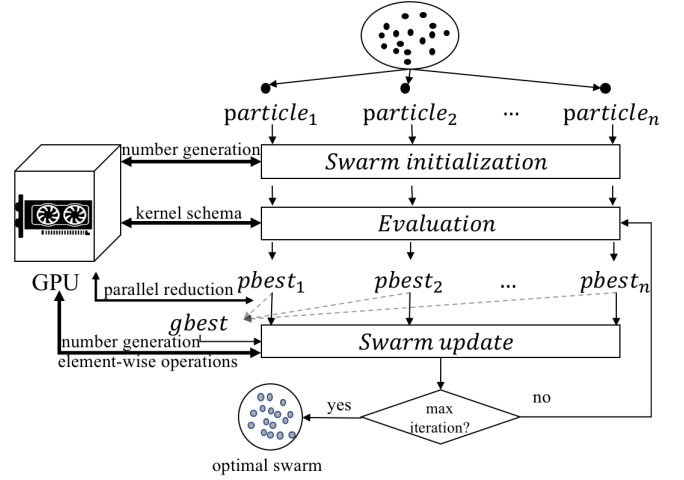 particle1 particle2 ... particlen
number generation
Swarm initialization
kernel schema
Evaluation
GPU
parallel reduction
pbest1 pbest2 ... pbestn
gbest
number generation
Swarm update
element-wise operations
max
iteration?
yes
no
optimal swarm